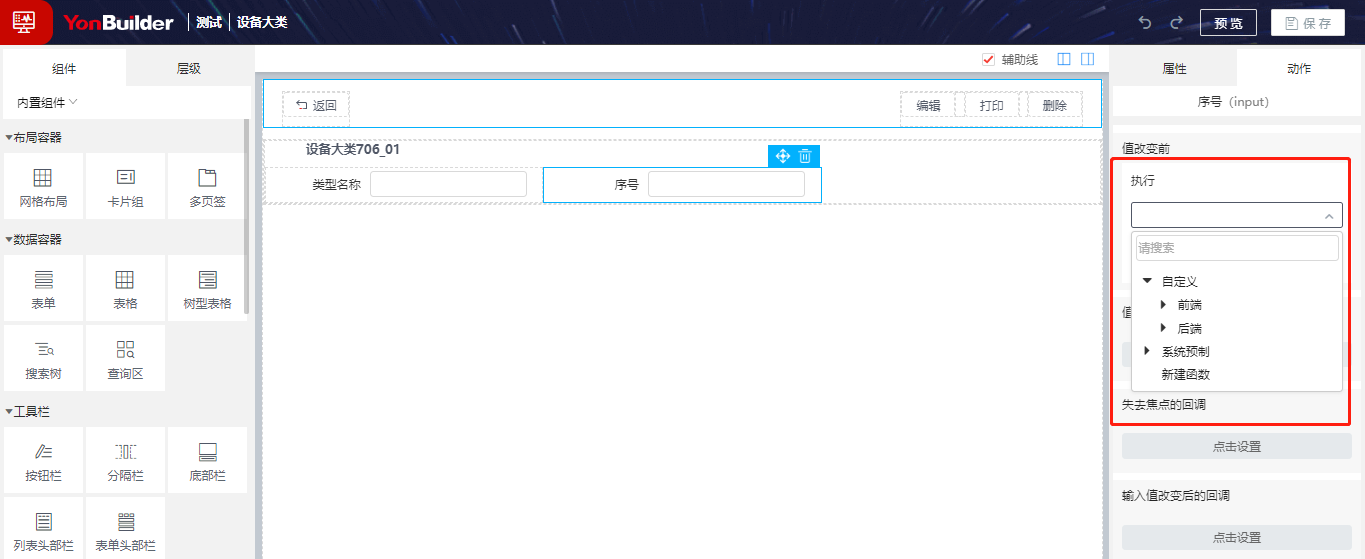 YonBuilder 测试 设备大类
预览 保存
组件 层级
内置组件
布局容器
网格布局 卡片组 多页签
数据容器
表单 表格 树型表格
搜索树 查询区
工具栏
按钮栏 分隔栏 底部栏
列表头部栏 表单头部栏
辅助线
返回 编辑 打印 删除
设备大类706_01
类型名称 序号
属性 动作
序号（input）
值改变前
执行
请搜索
自定义
前端
后端
系统预制
新建函数
值
失去焦点的回调
点击设置
输入值改变后的回调
点击设置